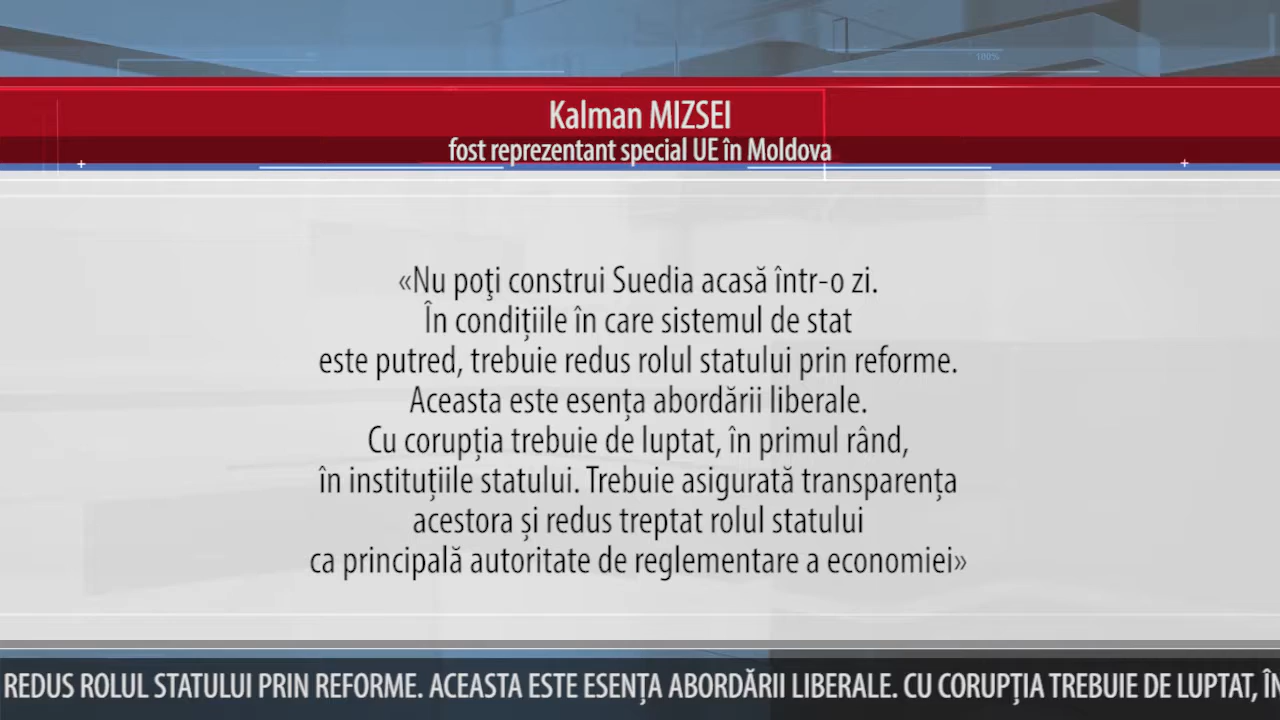 100%
Kalman MIZSEI
fost reprezentant special UE în Moldova
«Nu poţi construi Suedia acasă într-o zi.
În condițiile în care sistemul de stat
este putred, trebuie redus rolul statului prin reforme.
Aceasta este esența abordării liberale.
Cu corupția trebuie de luptat, în primul rând,
în instituțiile statului. Trebuie asigurată transparența
acestora și redus treptat rolul statului
ca principală autoritate de reglementare a economiei»
REDUS ROLUL STATULUI PRIN REFORME. ACEASTA ESTE ESENȚA ABORDĂRII LIBERALE. CU CORUPȚIA TREBUIE DE LUPTAT, ÎN